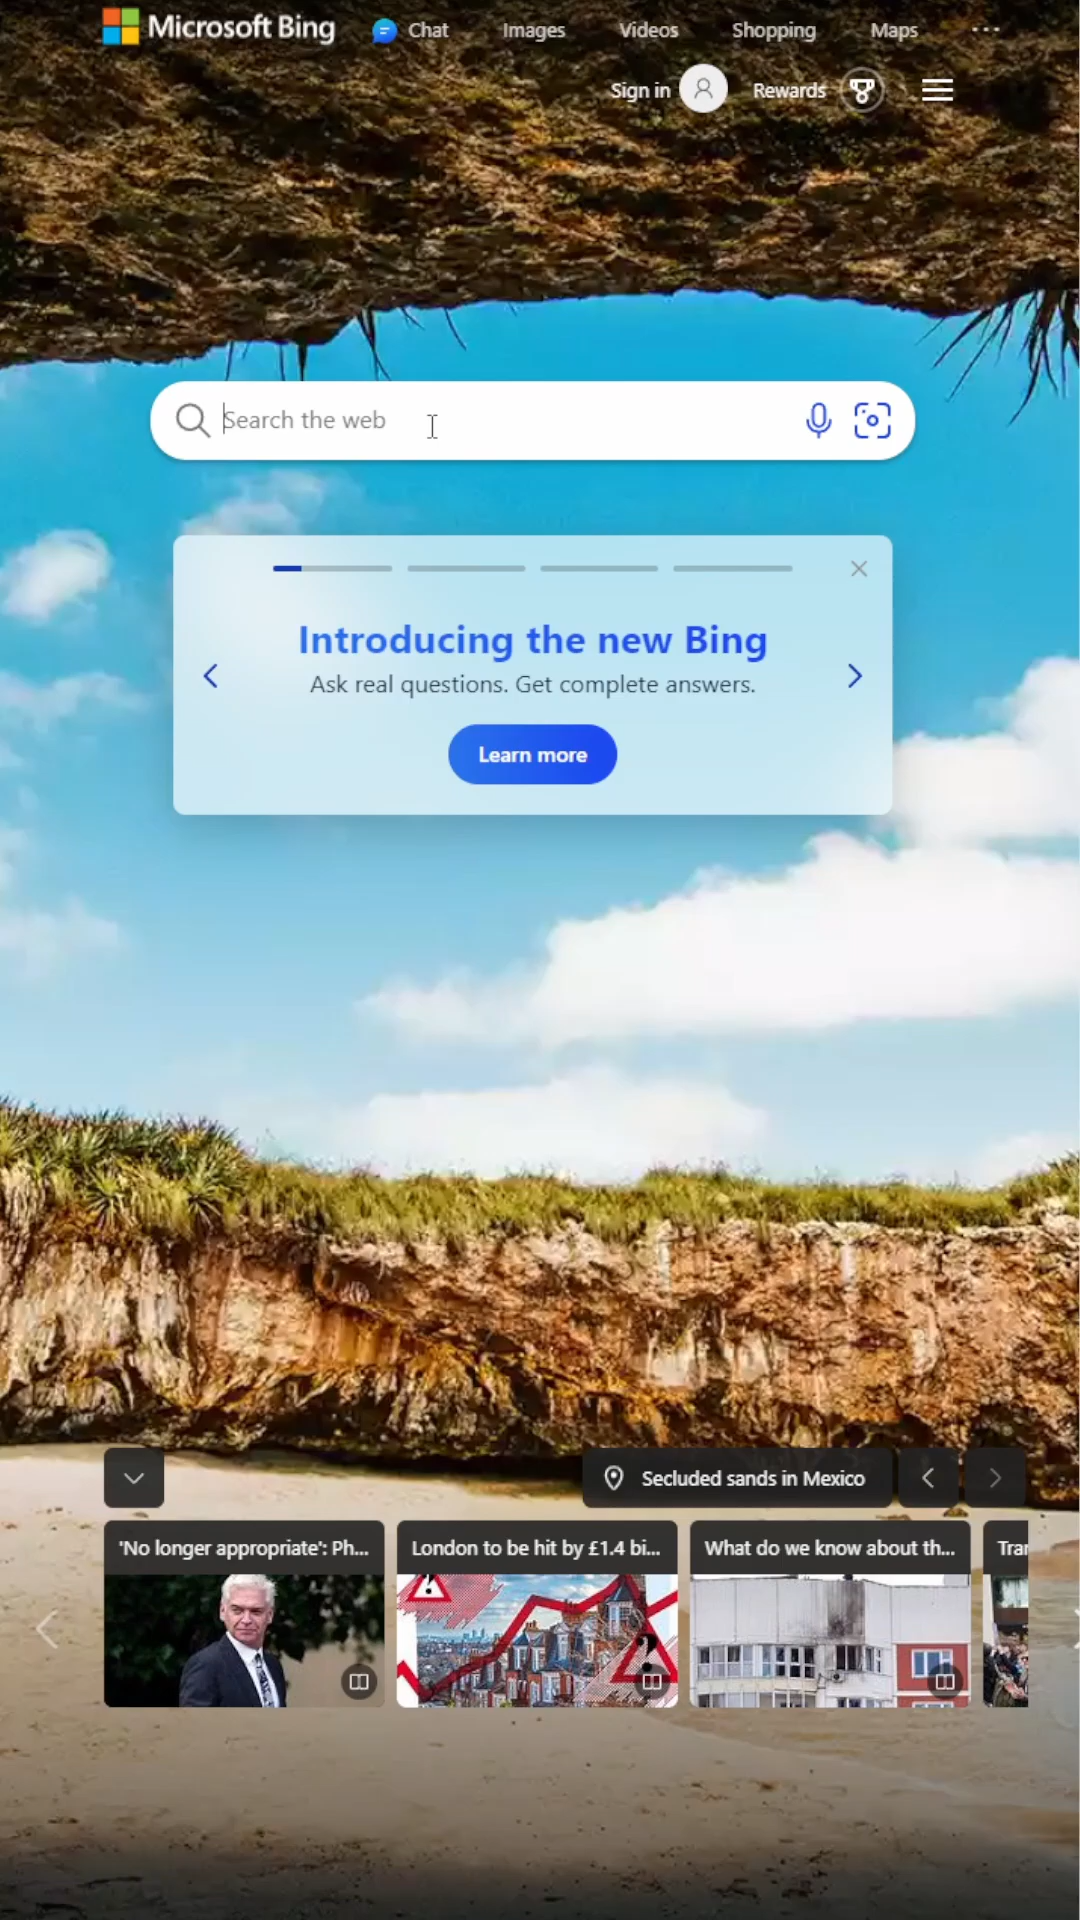 Microsoft Bing
Chat
Images
Videos
Shopping
Maps
Sign in
Rewards
Search the web
Introducing the new Bing
Ask real questions. Get complete answers.
Learn more
Secluded sands in Mexico
'No longer appropriate': Ph...
London to be hit by £1.4 bi...
What do we know about th...
Tra